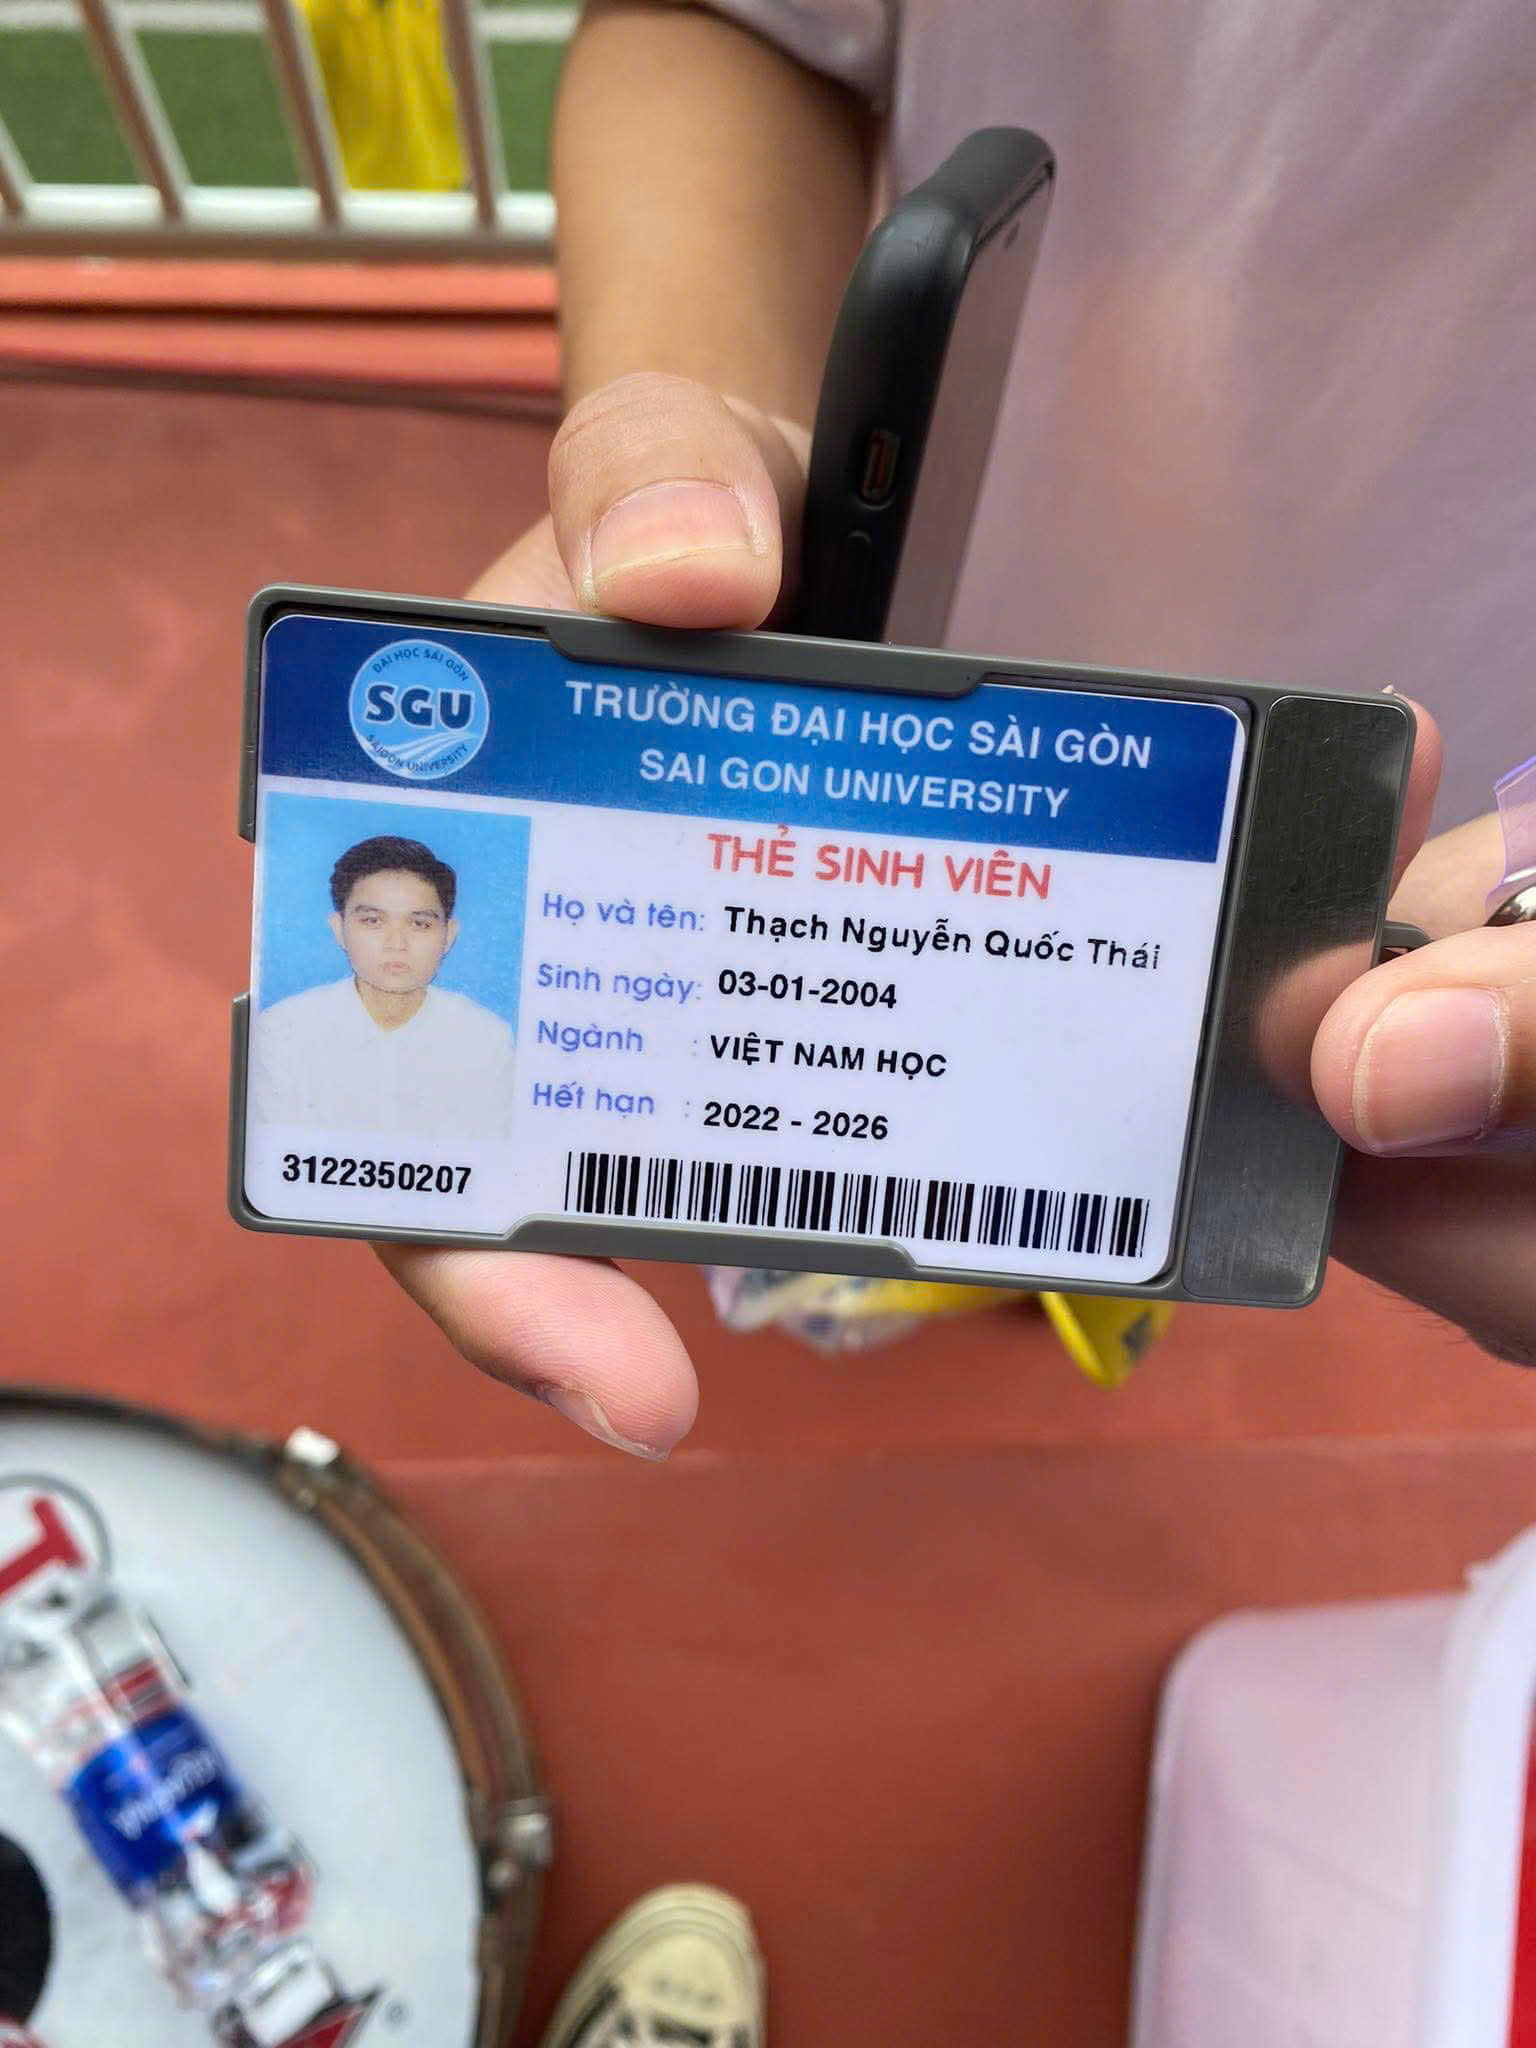 ĐẠI HỌC SÀI GÒN
SGU
SAIGON UNIVERSITY
TRƯỜNG ĐẠI HỌC SÀI GÒN
SAI GON UNIVERSITY
THẺ SINH VIÊN
Họ và tên: Thạch Nguyễn Quốc Thái
Sinh ngày: 03-01-2004
Ngành : VIỆT NAM HỌC
Hết hạn : 2022 - 2026
3122350207